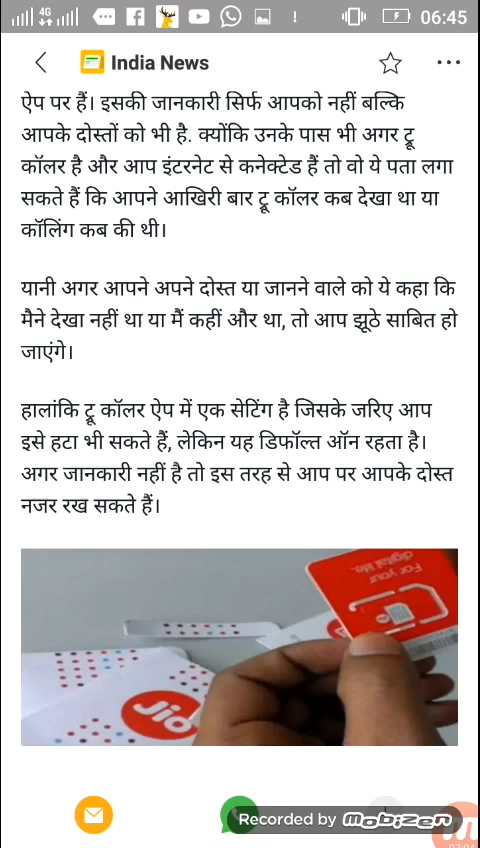 4G 06:45
India News
ऐप पर हैं। इसकी जानकारी सिर्फ आपको नहीं बल्कि
आपके दोस्तों को भी है. क्योंकि उनके पास भी अगर ट्रू
कॉलर है और आप इंटरनेट से कनेक्टेड हैं तो वो ये पता लगा
सकते हैं कि आपने आखिरी बार ट्रू कॉलर कब देखा था या
कॉलिंग कब की थी।
यानी अगर आपने अपने दोस्त या जानने वाले को ये कहा कि
मैने देखा नहीं था या मैं कहीं और था, तो आप झूठे साबित हो
जाएंगे।
हालांकि ट्रू कॉलर ऐप में एक सेटिंग है जिसके जरिए आप
इसे हटा भी सकते हैं, लेकिन यह डिफॉल्त ऑन रहता है।
अगर जानकारी नहीं है तो इस तरह से आप पर आपके दोस्त
नजर रख सकते हैं।
For your
digital life.
Jio
Recorded by Mobizen
07:04